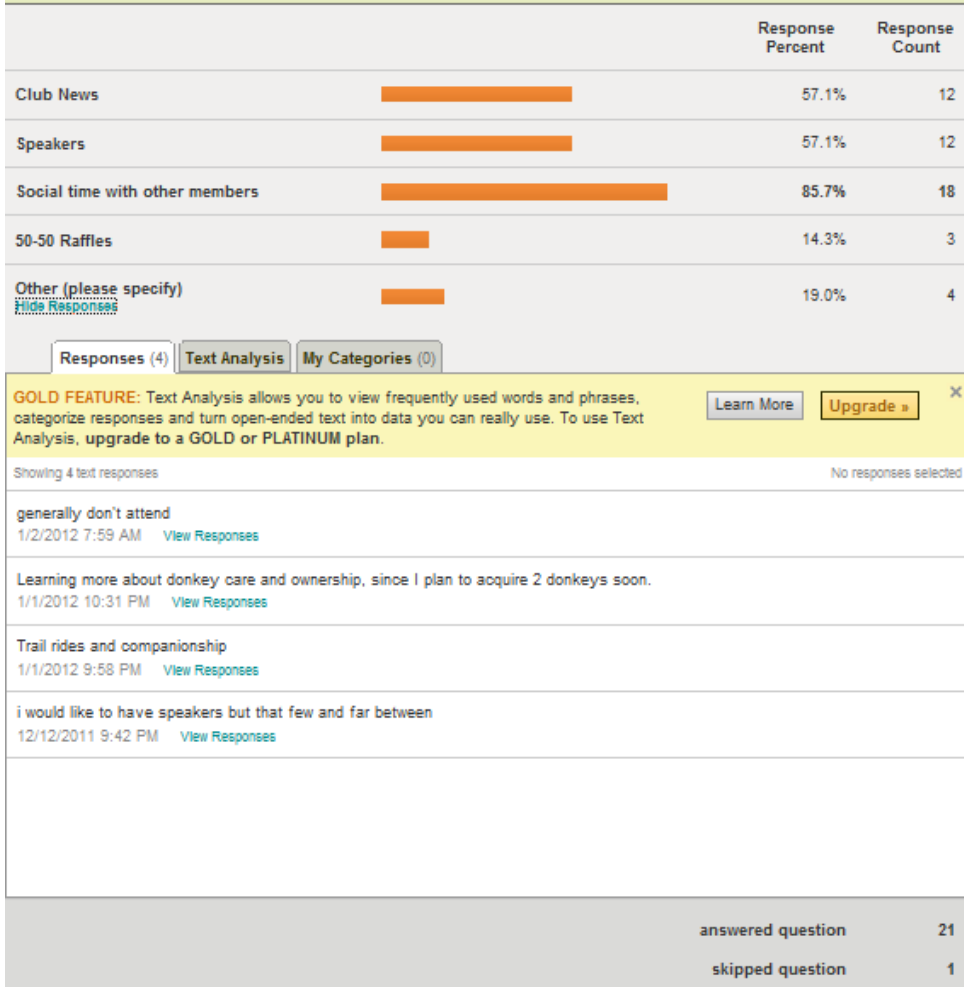 Response Percent Response Count
Club News 57.1% 12
Speakers 57.1% 12
Social time with other members 85.7% 18
50-50 Raffles 14.3% 3
Other (please specify) 19.0% 4
Hide Responses
Responses (4) Text Analysis My Categories (0)
GOLD FEATURE: Text Analysis allows you to view frequently used words and phrases,
categorize responses and turn open-ended text into data you can really use. To use Text
Analysis, upgrade to a GOLD or PLATINUM plan.
Learn More Upgrade »
Showing 4 text responses No responses selected
generally don't attend
1/2/2012 7:59 AM View Responses
Learning more about donkey care and ownership, since I plan to acquire 2 donkeys soon.
1/1/2012 10:31 PM View Responses
Trail rides and companionship
1/1/2012 9:58 PM View Responses
i would like to have speakers but that few and far between
12/12/2011 9:42 PM View Responses
answered question 21
skipped question 1